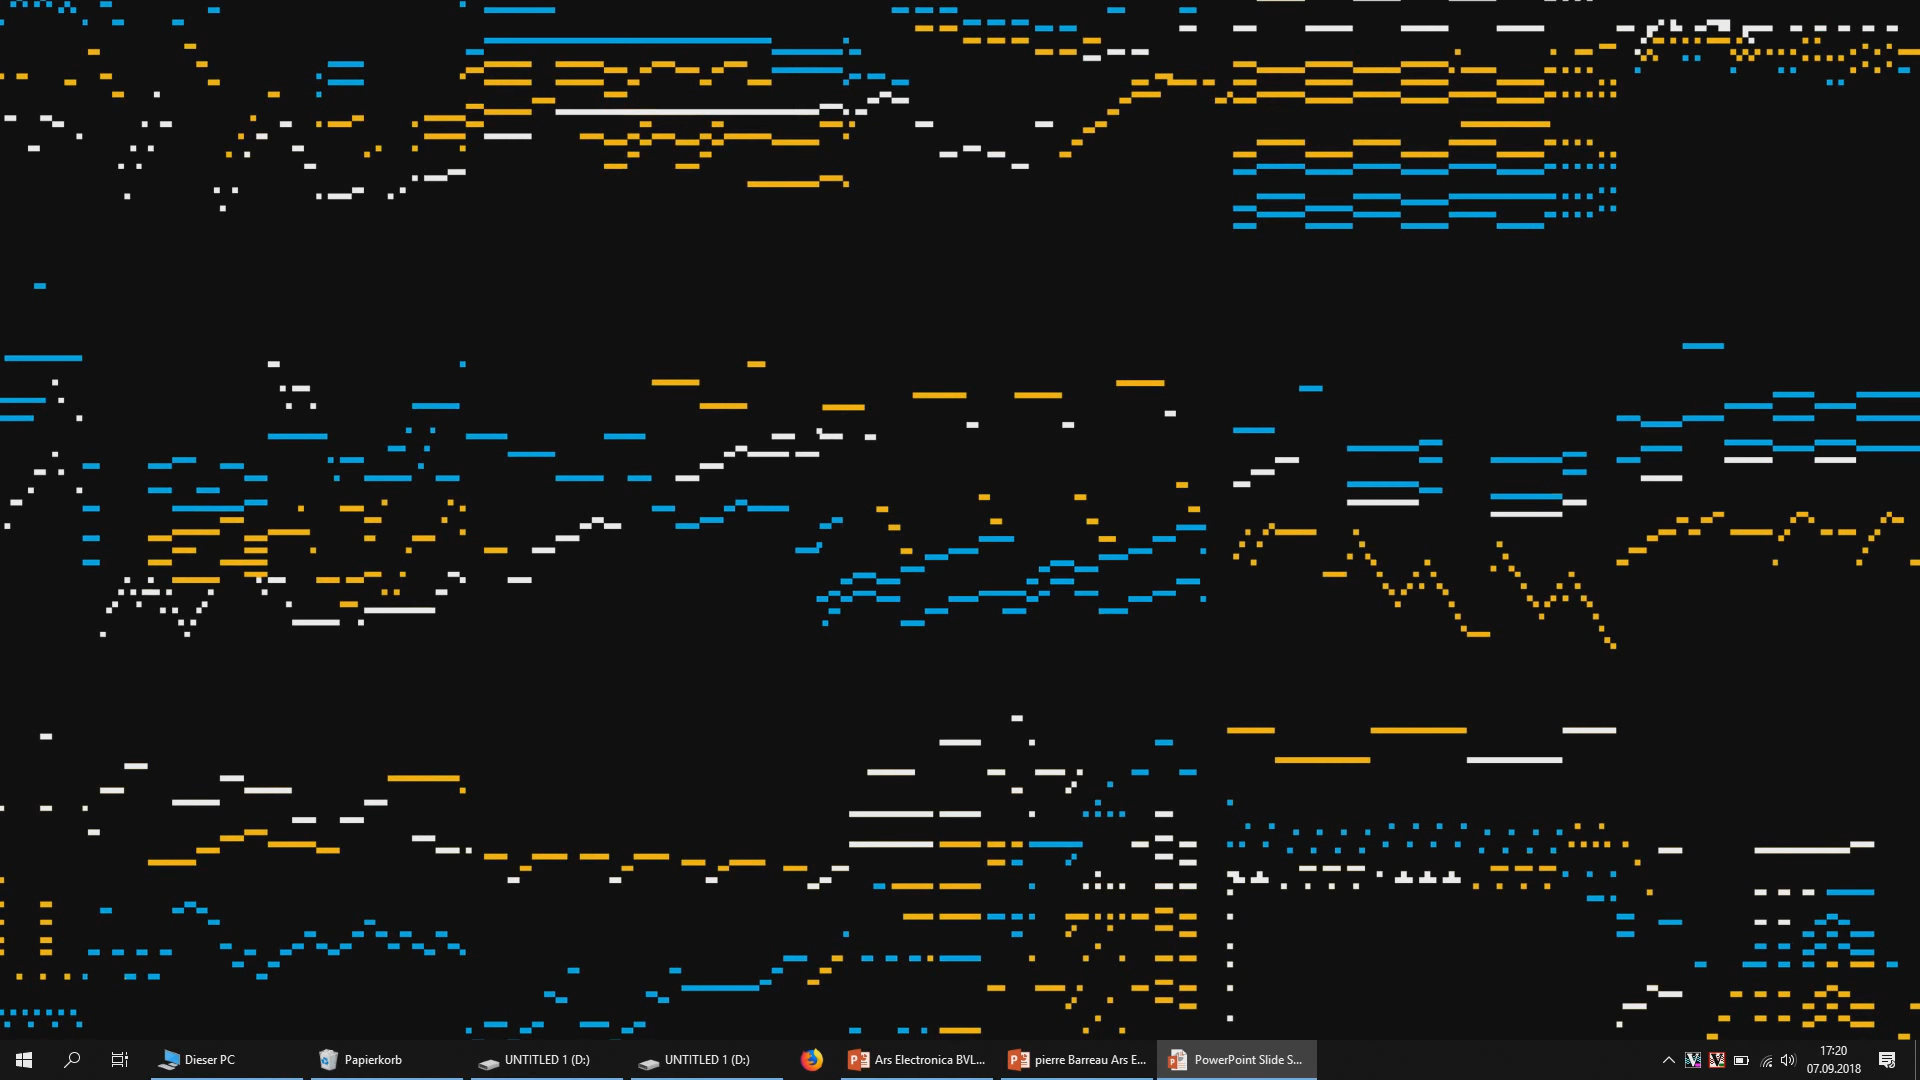 Dieser PC
Papierkorb
UNTITLED 1 (D:)
UNTITLED 1 (D:)
Ars Electronica BVL...
pierre Barreau Ars E...
PowerPoint Slide S...
17:20
07.09.2018